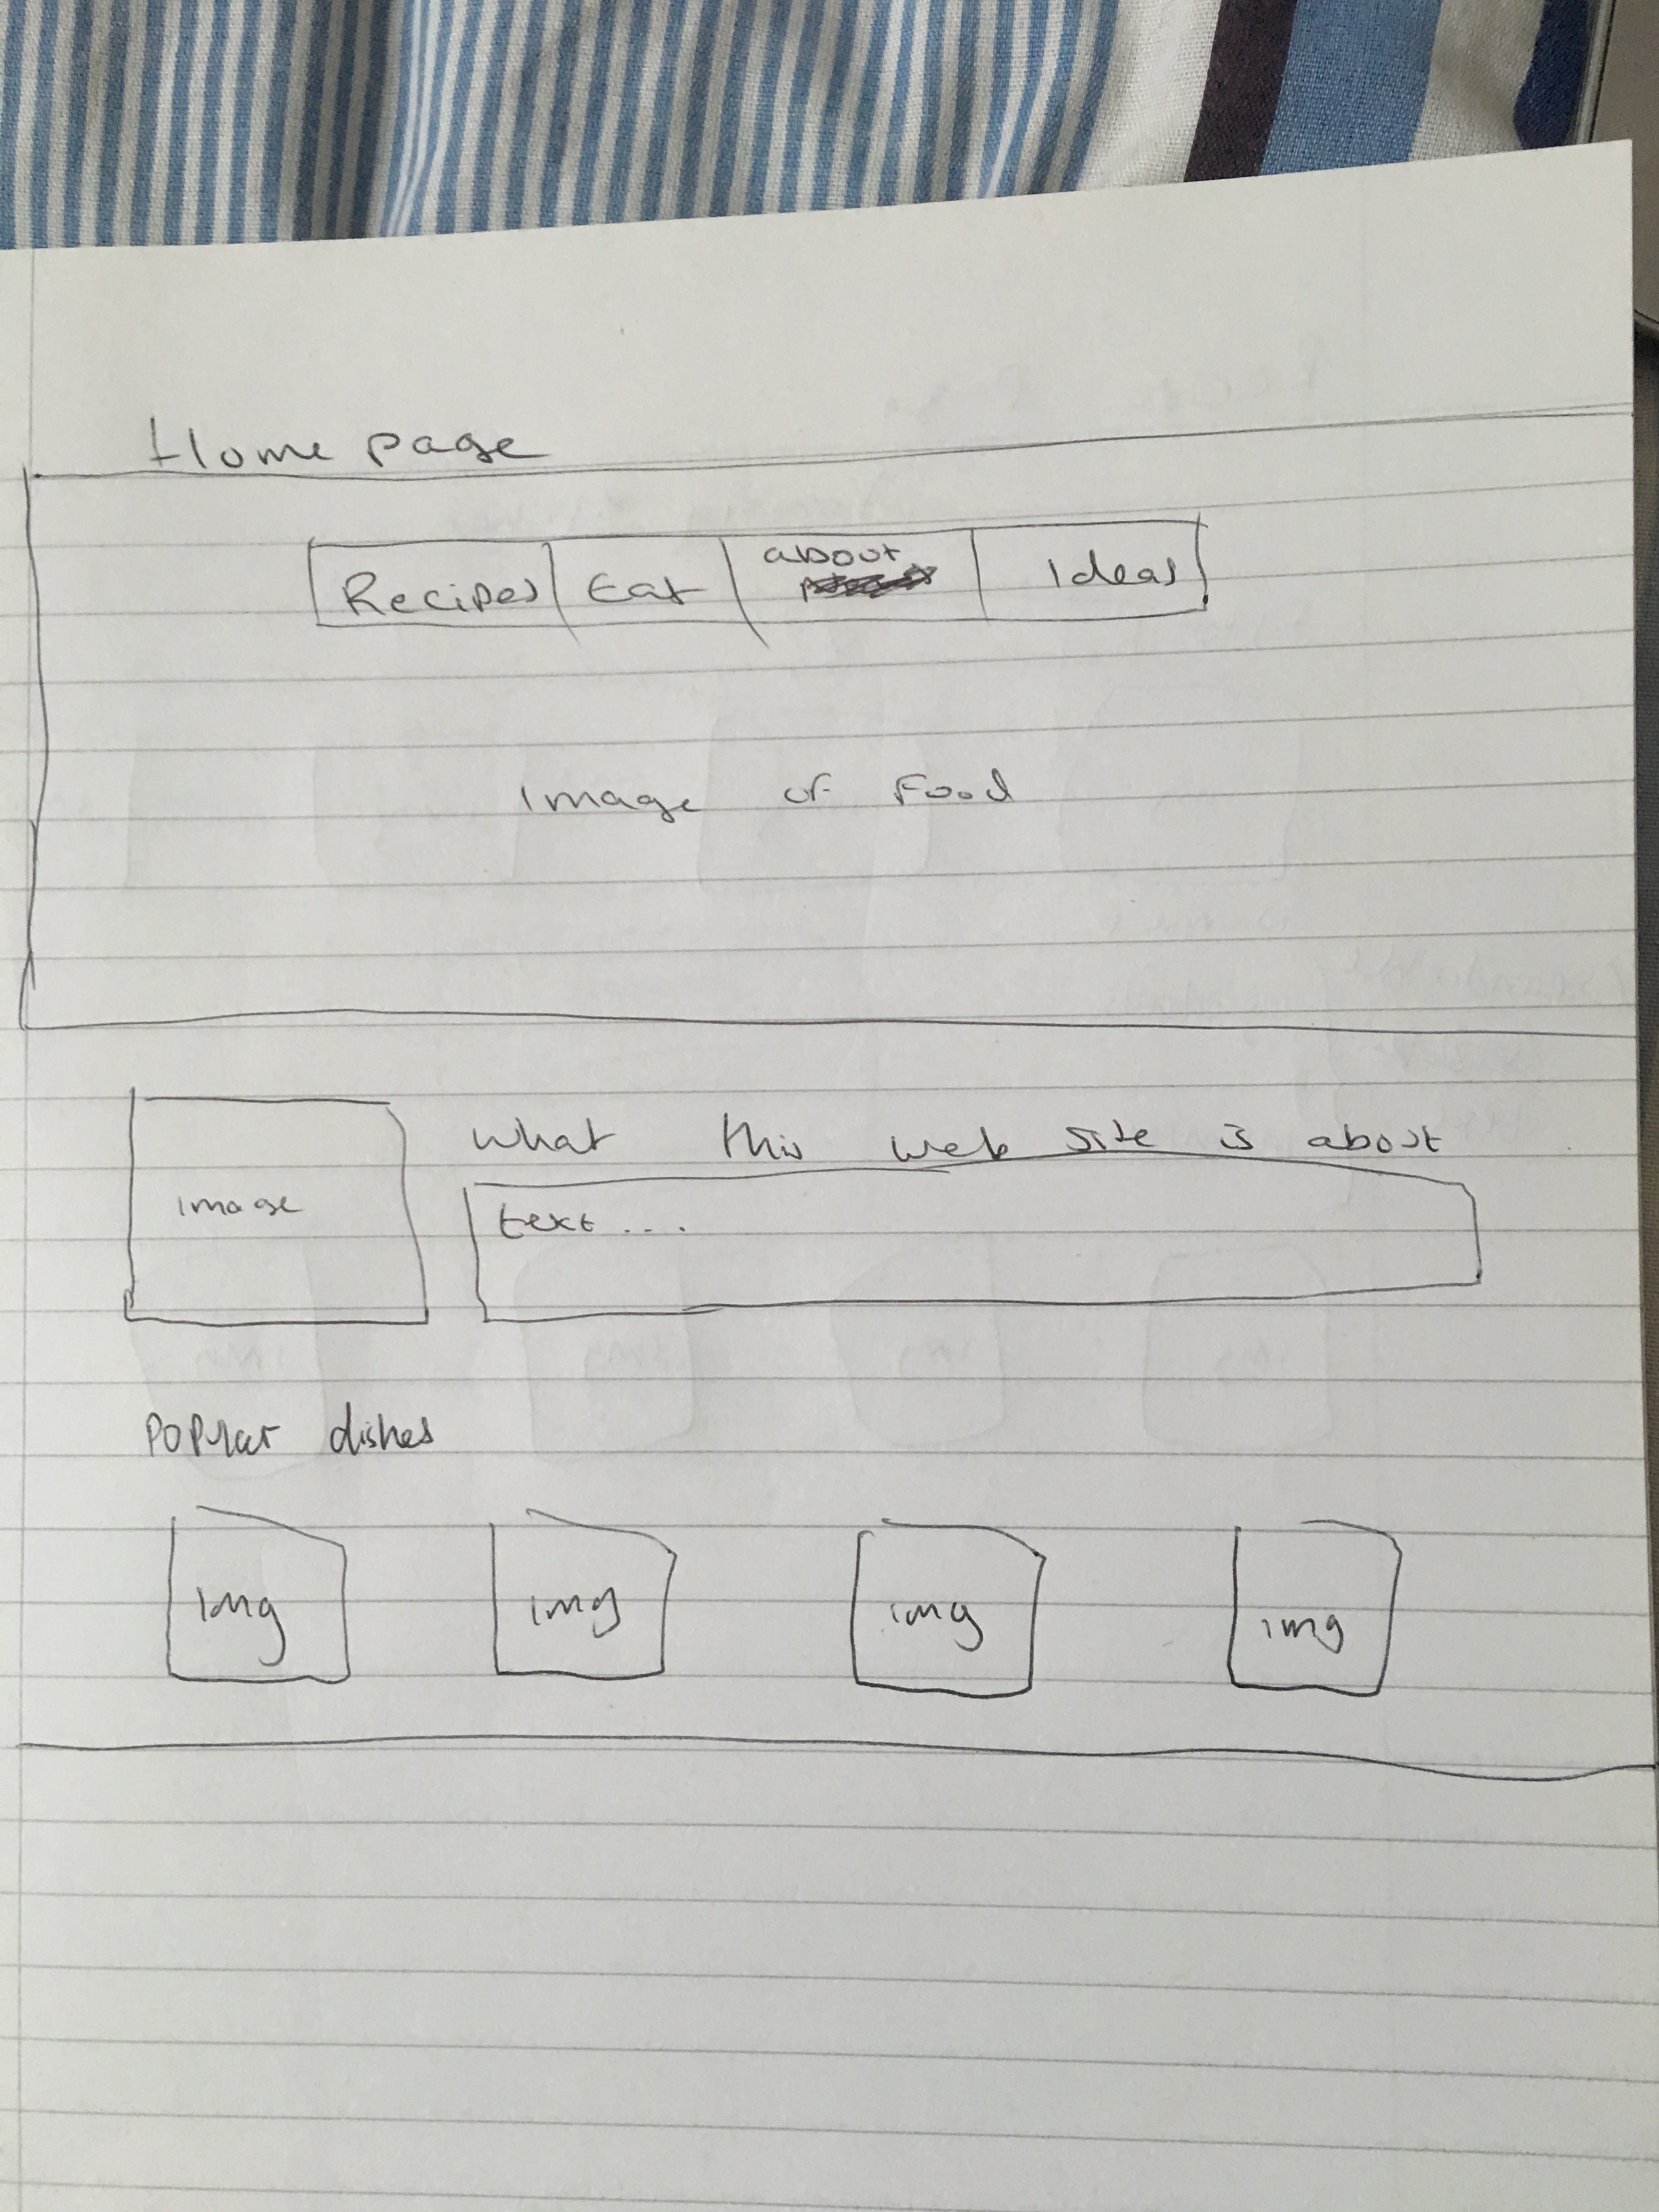 Home page
Recipes Eat about Ideas
image of Food
what this web site is about
image
text ....
Popular dishes
img img img img